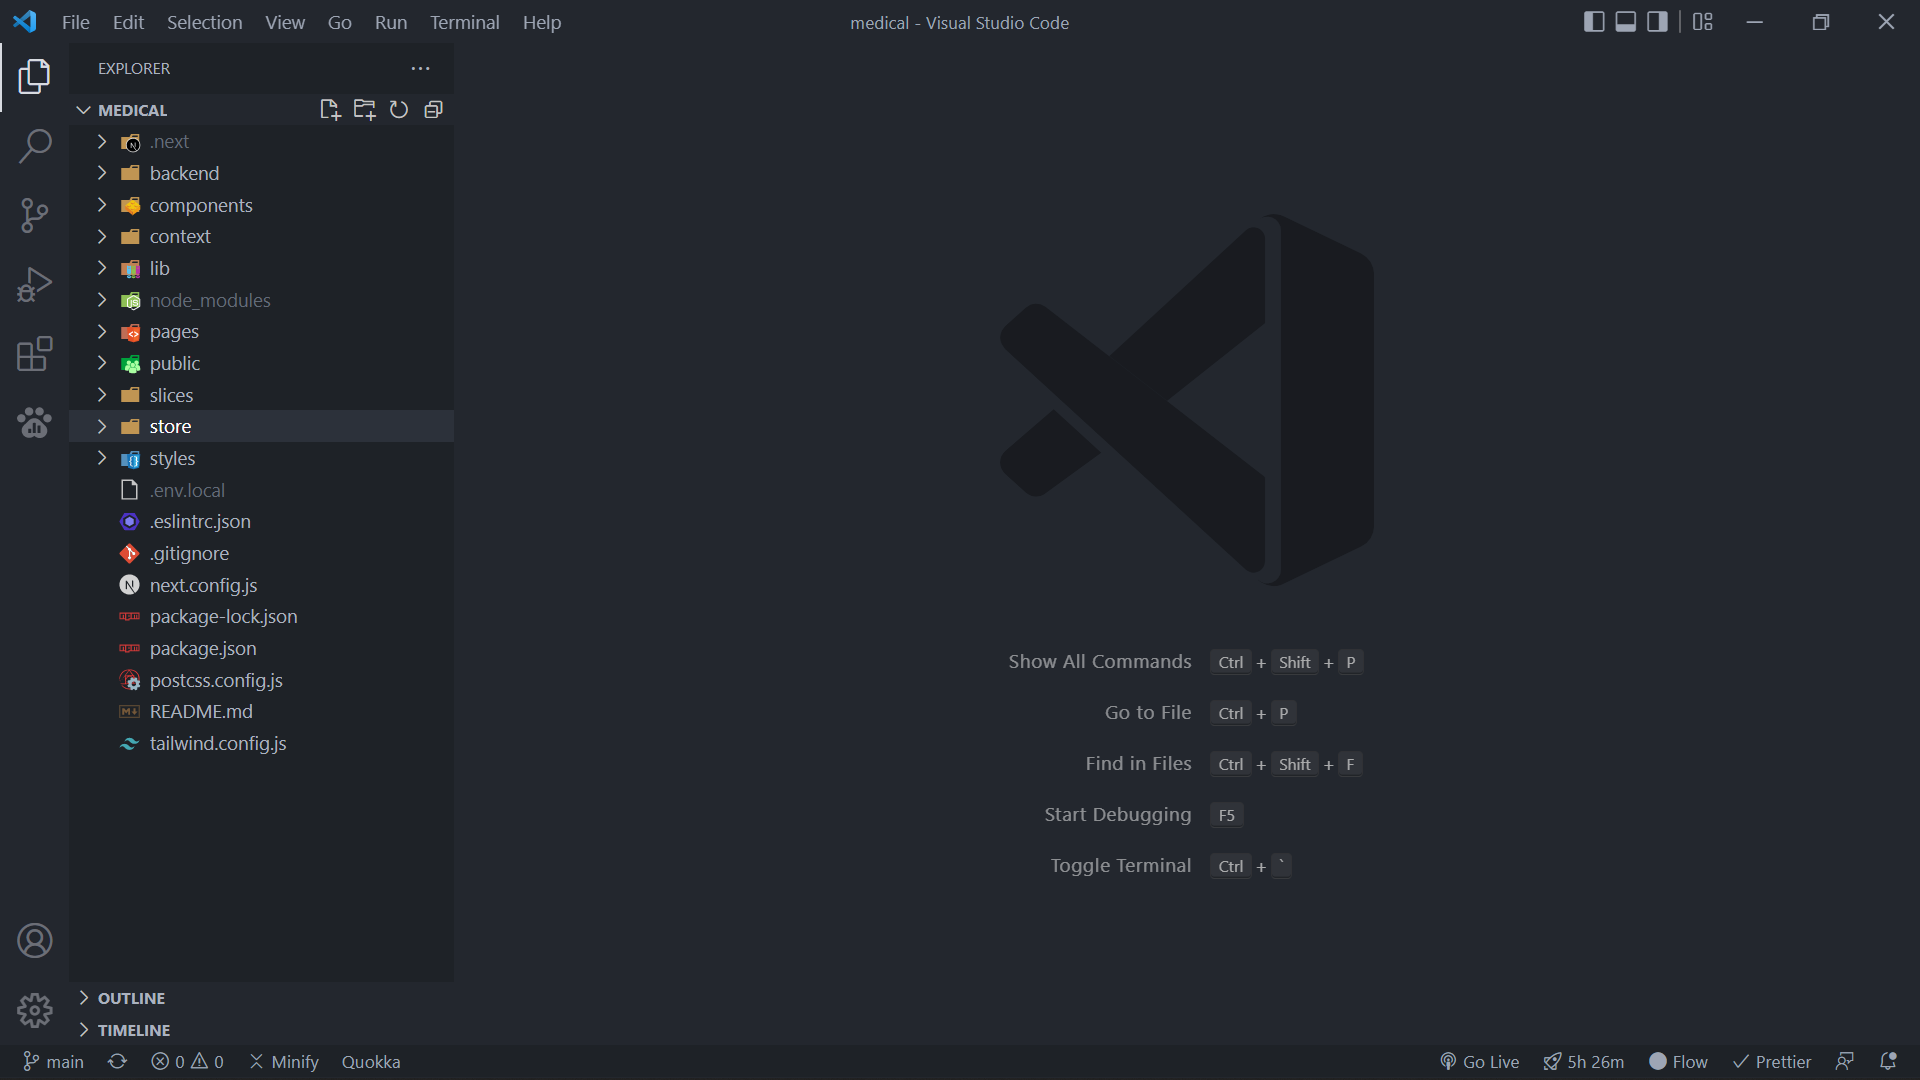 File Edit Selection View Go Run Terminal Help
medical - Visual Studio Code
EXPLORER
MEDICAL
.next
backend
components
context
lib
node_modules
pages
public
slices
store
styles
.env.local
.eslintrc.json
.gitignore
next.config.js
package-lock.json
package.json
postcss.config.js
README.md
tailwind.config.js
Show All Commands Ctrl + Shift + P
Go to File Ctrl + P
Find in Files Ctrl + Shift + F
Start Debugging F5
Toggle Terminal Ctrl + `
OUTLINE
TIMELINE
main 0 0 Minify Quokka Go Live 5h 26m Flow Prettier